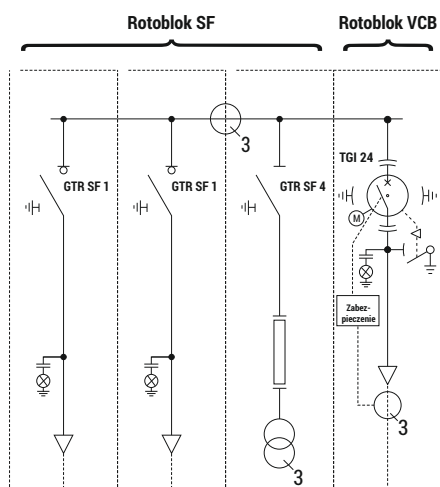 Rotoblok SF
Rotoblok VCB
3
TGI 24
GTR SF 1
GTR SF 1
GTR SF 4
M
Zabez-
pieczenie
3
3